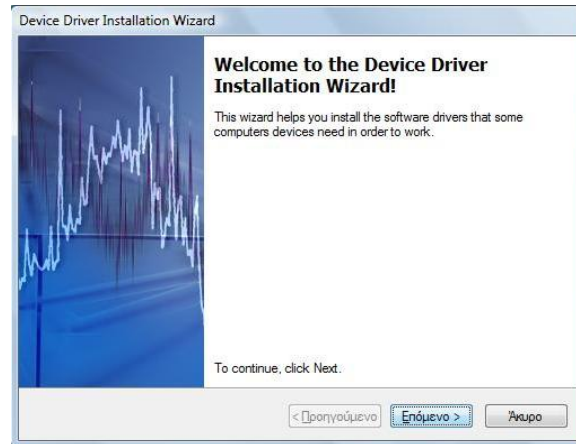 Device Driver Installation Wizard
Welcome to the Device Driver
Installation Wizard!
This wizard helps you install the software drivers that some
computers devices need in order to work.
To continue, click Next.
< Προηγούμενο
Επόμενο >
Άκυρο